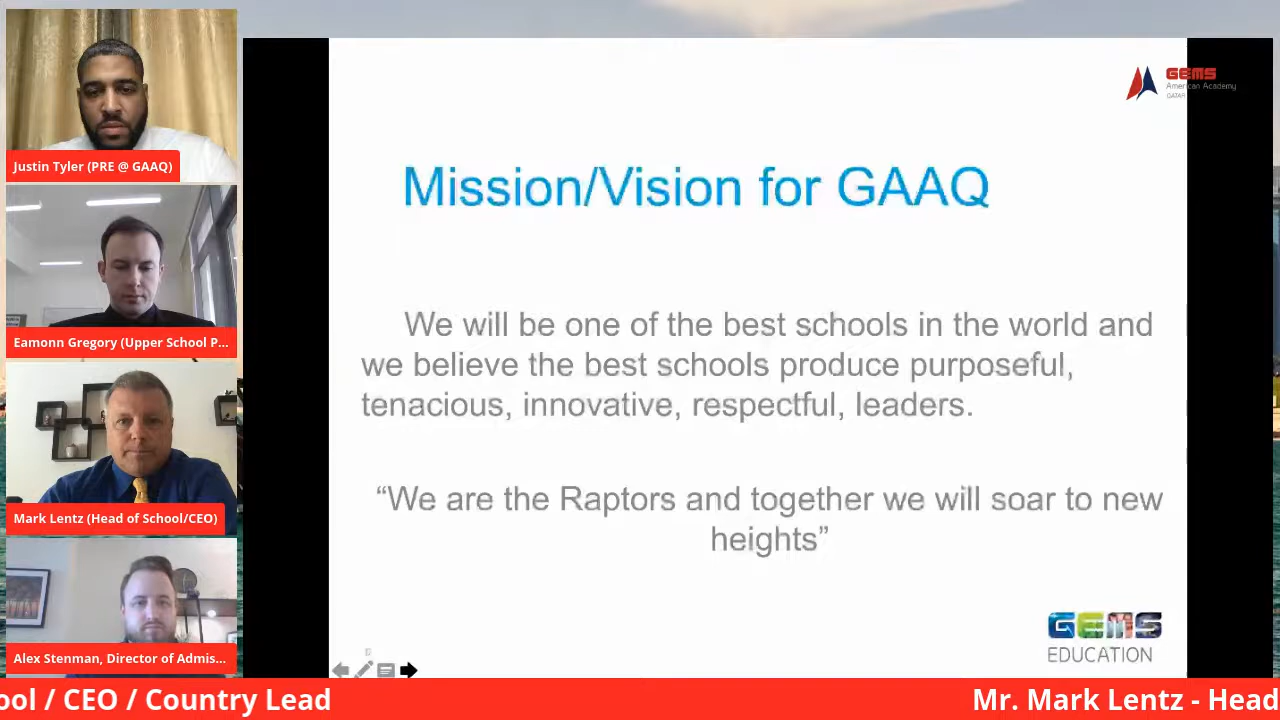 Justin Tyler (PRE @ GAAQ)
Eamonn Gregory (Upper School P...
Mark Lentz (Head of School/CEO)
Alex Stenman, Director of Admis...
GEMS
American Academy
QATAR
Mission/Vision for GAAQ
We will be one of the best schools in the world and
we believe the best schools produce purposeful,
tenacious, innovative, respectful, leaders.
“We are the Raptors and together we will soar to new
heights”
GEMS
EDUCATION
ool / CEO / Country Lead
Mr. Mark Lentz - Head